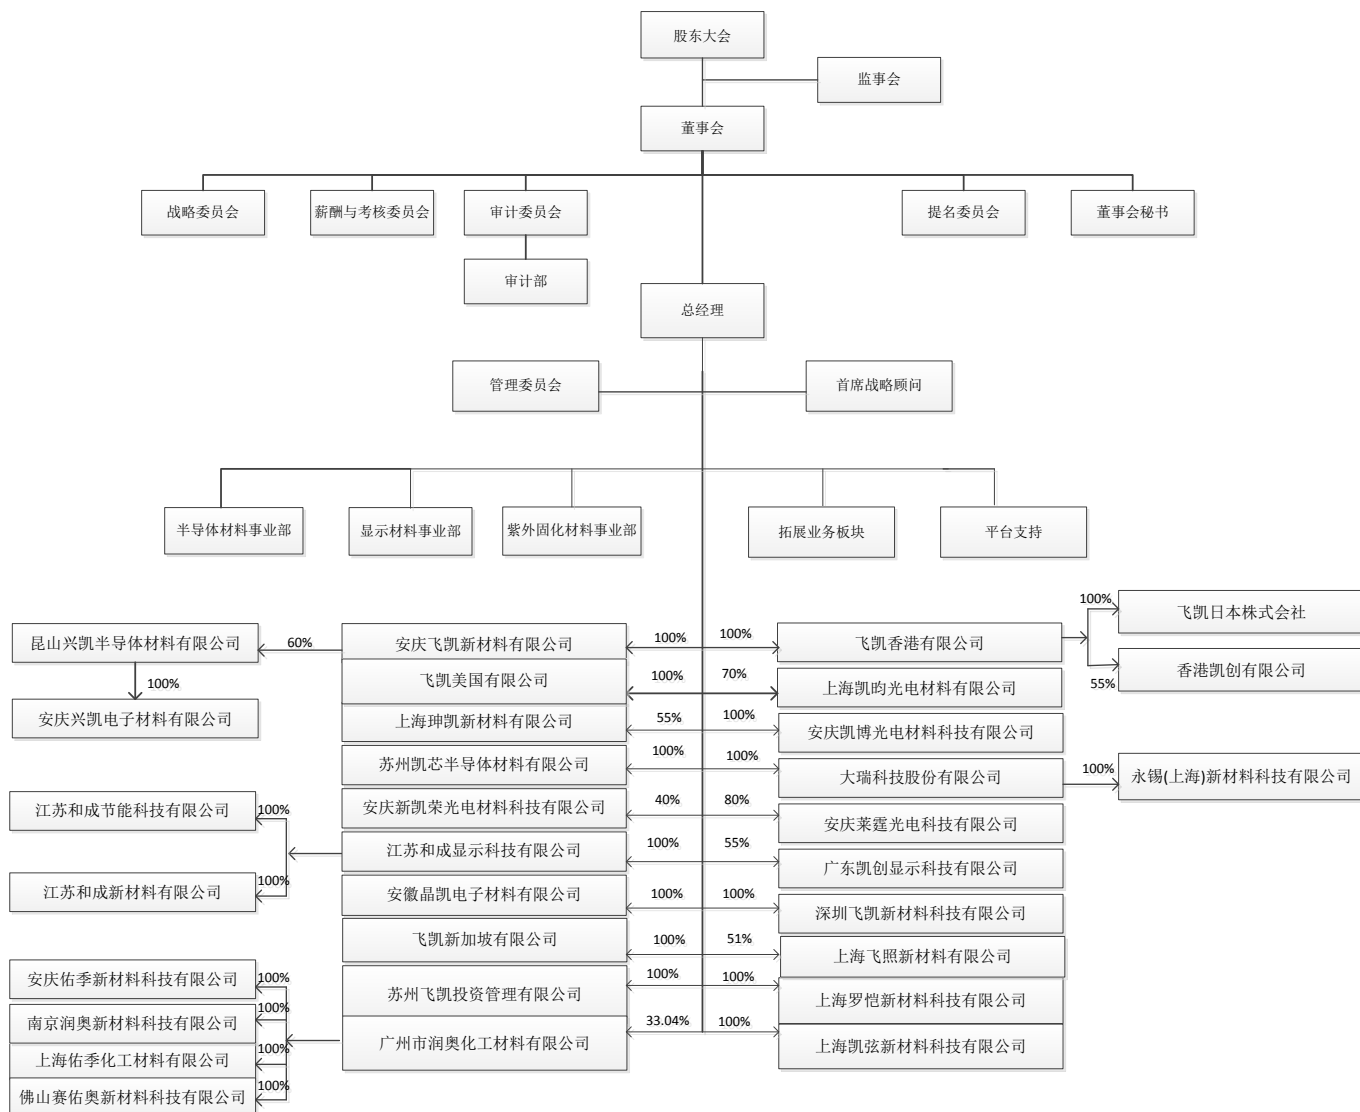 股东大会
监事会
董事会
战略委员会
薪酬与考核委员会
审计委员会
提名委员会
董事会秘书
审计部
总经理
管理委员会
首席战略顾问
半导体材料事业部
显示材料事业部
紫外固化材料事业部
拓展业务板块
平台支持
昆山兴凯半导体材料有限公司
60%
安庆飞凯新材料有限公司
100%
100%
飞凯香港有限公司
100%
飞凯日本株式会社
55%
香港凯创有限公司
100%
安庆兴凯电子材料有限公司
飞凯美国有限公司
100%
70%
上海凯昀光电材料有限公司
上海珅凯新材料有限公司
55%
100%
安庆凯博光电材料科技有限公司
苏州凯芯半导体材料有限公司
100%
100%
大瑞科技股份有限公司
100%
永锡(上海)新材料科技有限公司
安庆新凯荣光电材料科技有限公司
40%
80%
安庆莱霆光电科技有限公司
江苏和成节能科技有限公司
100%
江苏和成显示科技有限公司
100%
55%
广东凯创显示科技有限公司
江苏和成新材料有限公司
100%
安徽晶凯电子材料有限公司
100%
100%
深圳飞凯新材料科技有限公司
飞凯新加坡有限公司
100%
51%
上海飞照新材料有限公司
安庆佑季新材料科技有限公司
100%
苏州飞凯投资管理有限公司
100%
100%
上海罗恺新材料科技有限公司
南京润奥新材料科技有限公司
100%
广州市润奥化工材料有限公司
33.04%
100%
上海凯弦新材料科技有限公司
上海佑季化工材料有限公司
100%
佛山赛佑奥新材料科技有限公司
100%